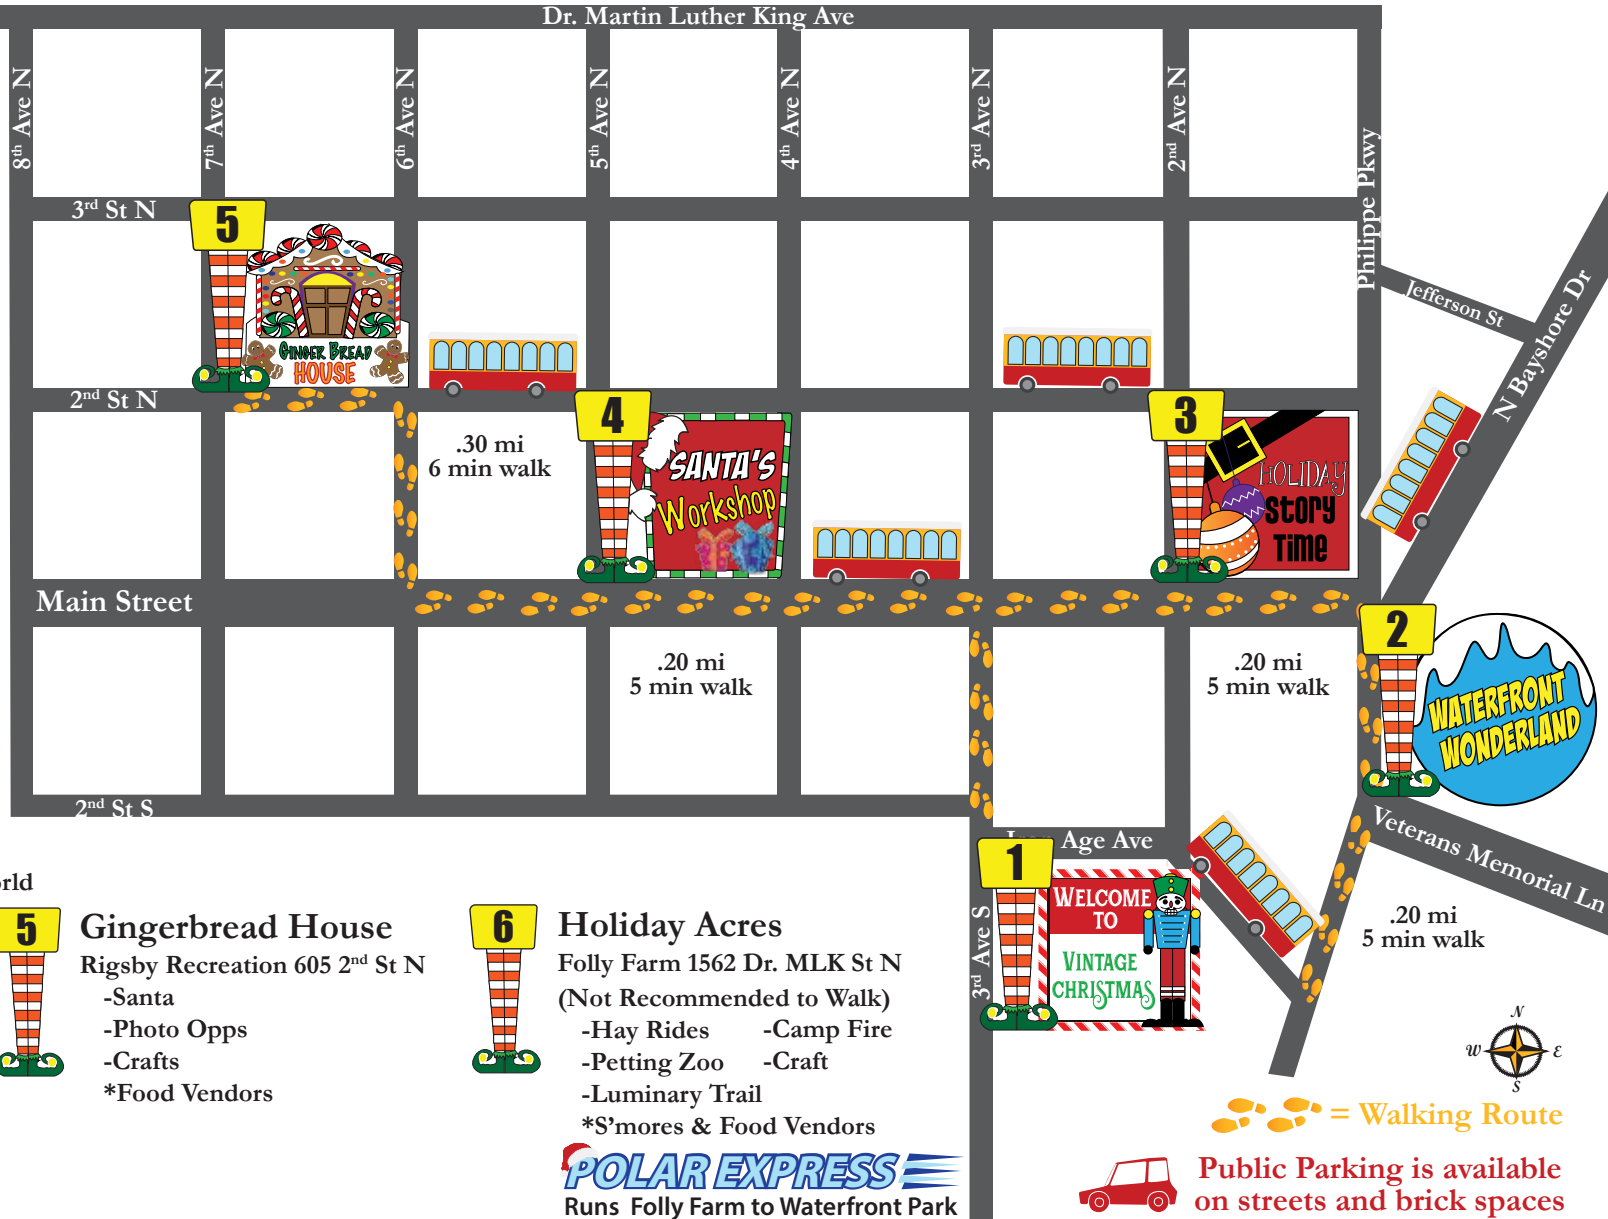 Dr. Martin Luther King Ave
8th Ave N
7th Ave N
6th Ave N
5th Ave N
4th Ave N
3rd Ave N
2nd Ave N
Philippe Pkwy
3rd St N
5
GINGER BREAD
HOUSE
Jefferson St
N Bayshore Dr
2nd St N
.30 mi
6 min walk
4
SANTA'S
Workshop
3
HOLIDAY
Story
Time
Main Street
2
WATERFRONT
WONDERLAND
.20 mi
5 min walk
.20 mi
5 min walk
2nd St S
Age Ave
Veterans Memorial Ln
1
WELCOME
TO
VINTAGE
CHRISTMAS
3rd Ave S
.20 mi
5 min walk
5
Gingerbread House
Rigsby Recreation 605 2nd St N
-Santa
-Photo Opps
-Crafts
*Food Vendors
6
Holiday Acres
Folly Farm 1562 Dr. MLK St N
(Not Recommended to Walk)
-Hay Rides -Camp Fire
-Petting Zoo -Craft
-Luminary Trail
*S'mores & Food Vendors
POLAR EXPRESS
Runs Folly Farm to Waterfront Park
N
W E
S
= Walking Route
Public Parking is available
on streets and brick spaces